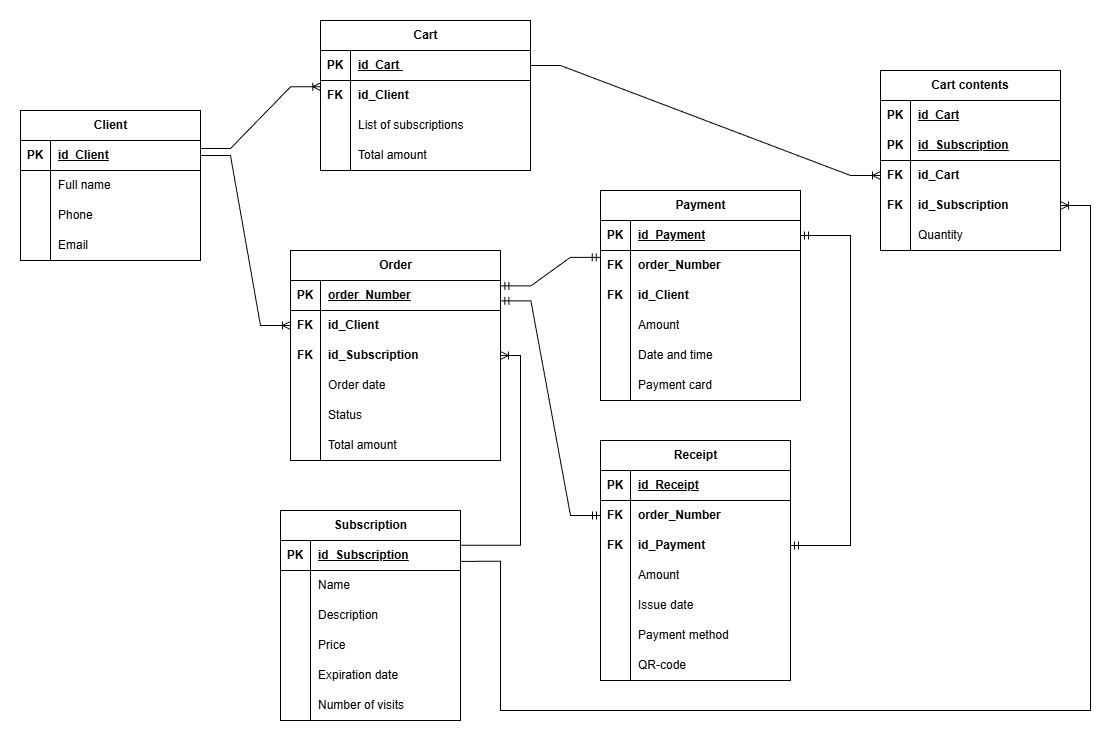 Cart
PK id_Cart
FK id_Client
List of subscriptions
Total amount
Cart contents
PK id_Cart
PK id_Subscription
FK id_Cart
FK id_Subscription
Quantity
Client
PK id_Client
Full name
Phone
Email
Payment
PK id_Payment
FK order_Number
FK id_Client
Amount
Date and time
Payment card
Order
PK order_Number
FK id_Client
FK id_Subscription
Order date
Status
Total amount
Receipt
PK id_Receipt
FK order_Number
FK id_Payment
Amount
Issue date
Payment method
QR-code
Subscription
PK id_Subscription
Name
Description
Price
Expiration date
Number of visits